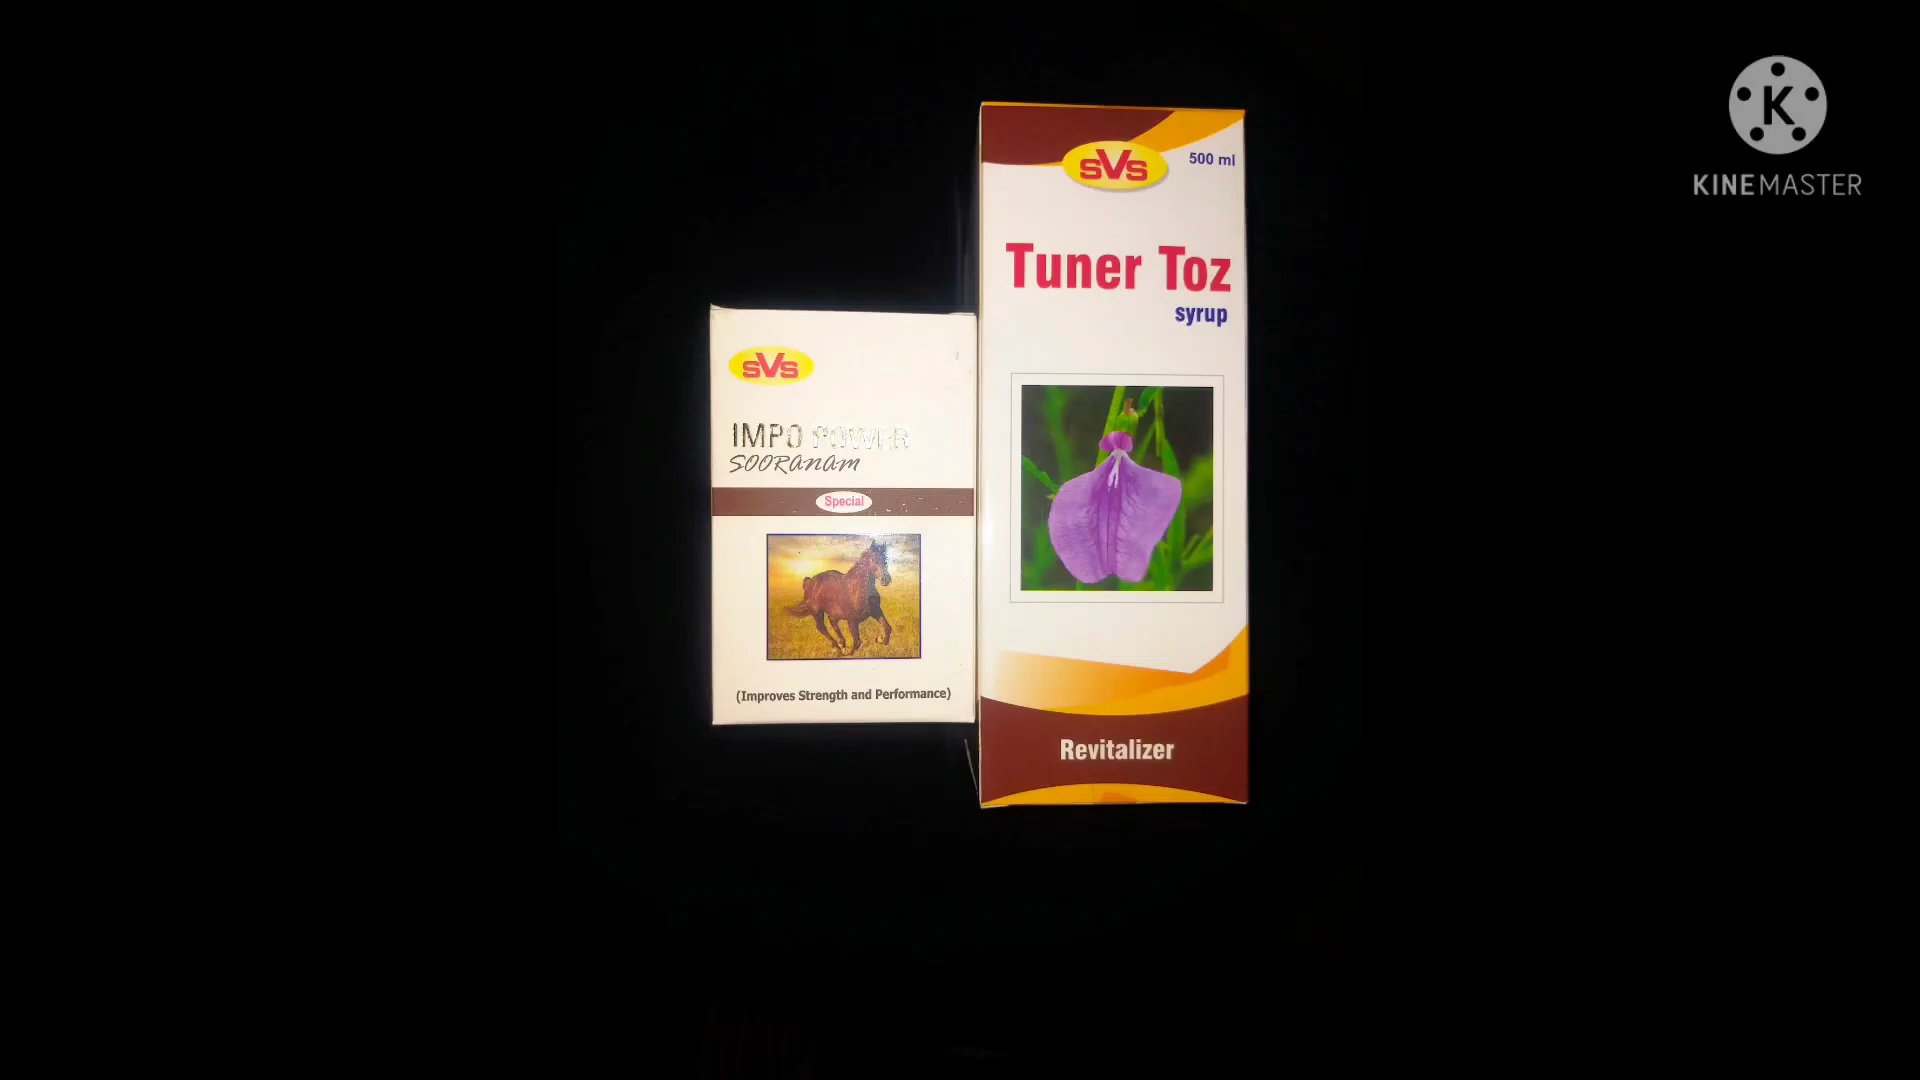 SVS
IMPO POWER
SOORANAM
Special
(Improves Strength and Performance)
SVS
500 ml
Tuner Toz
syrup
Revitalizer
K
KINEMASTER